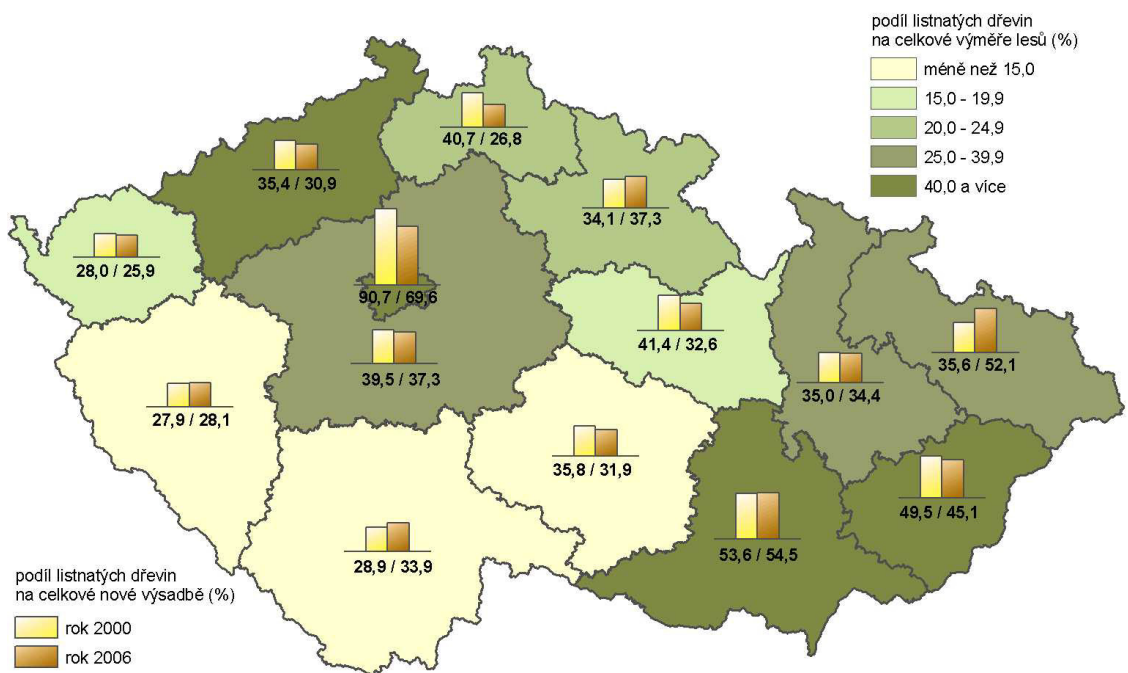 podíl listnatých dřevin
na celkové výměře lesů (%)
méně než 15,0
15,0 - 19,9
20,0 - 24,9
25,0 - 39,9
40,0 a více
40,7 / 26,8
35,4 / 30,9
34,1 / 37,3
28,0 / 25,9
90,7 / 69,6
41,4 / 32,6
39,5 / 37,3
35,6 / 52,1
35,0 / 34,4
27,9 / 28,1
35,8 / 31,9
49,5 / 45,1
53,6 / 54,5
28,9 / 33,9
podíl listnatých dřevin
na celkové nové výsadbě (%)
rok 2000
rok 2006